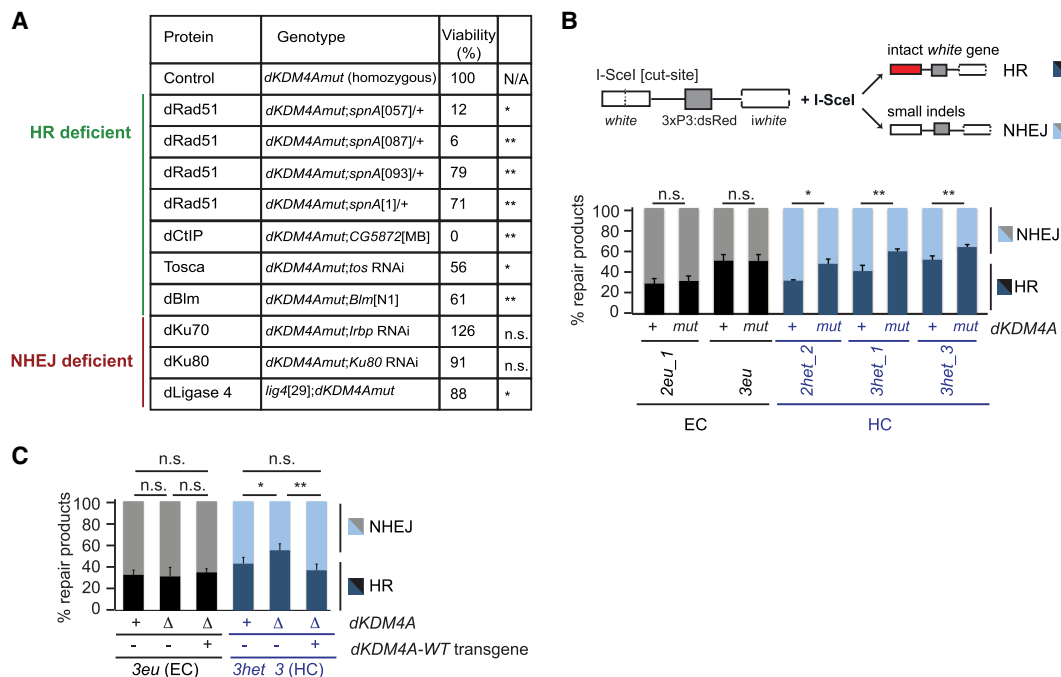 A
Protein Genotype Viability (%)
Control dKDM4Amut (homozygous) 100 N/A
HR deficient
dRad51 dKDM4Amut;spnA[057]/+ 12 *
dRad51 dKDM4Amut;spnA[087]/+ 6 **
dRad51 dKDM4Amut;spnA[093]/+ 79 **
dRad51 dKDM4Amut;spnA[1]/+ 71 **
dCtIP dKDM4Amut;CG5872[MB] 0 **
Tosca dKDM4Amut;tos RNAi 56 *
dBlm dKDM4Amut;Blm[N1] 61 **
NHEJ deficient
dKu70 dKDM4Amut;Irbp RNAi 126 n.s.
dKu80 dKDM4Amut;Ku80 RNAi 91 n.s.
dLigase 4 lig4[29];dKDM4Amut 88 *
B
I-SceI [cut-site]
white 3xP3:dsRed iwhite
+ I-SceI
intact white gene
HR
small indels
NHEJ
n.s. n.s. * ** **
% repair products
100
80
60
40
20
0
NHEJ
HR
+ mut + mut + mut + mut + mut dKDM4A
2eu_1 3eu 2het_2 3het_1 3het_3
EC HC
C
n.s. n.s.
n.s. n.s. * **
% repair products
100
80
60
40
20
0
NHEJ
HR
+ Δ Δ + Δ Δ dKDM4A
- - + - - + dKDM4A-WT transgene
3eu (EC) 3het 3 (HC)